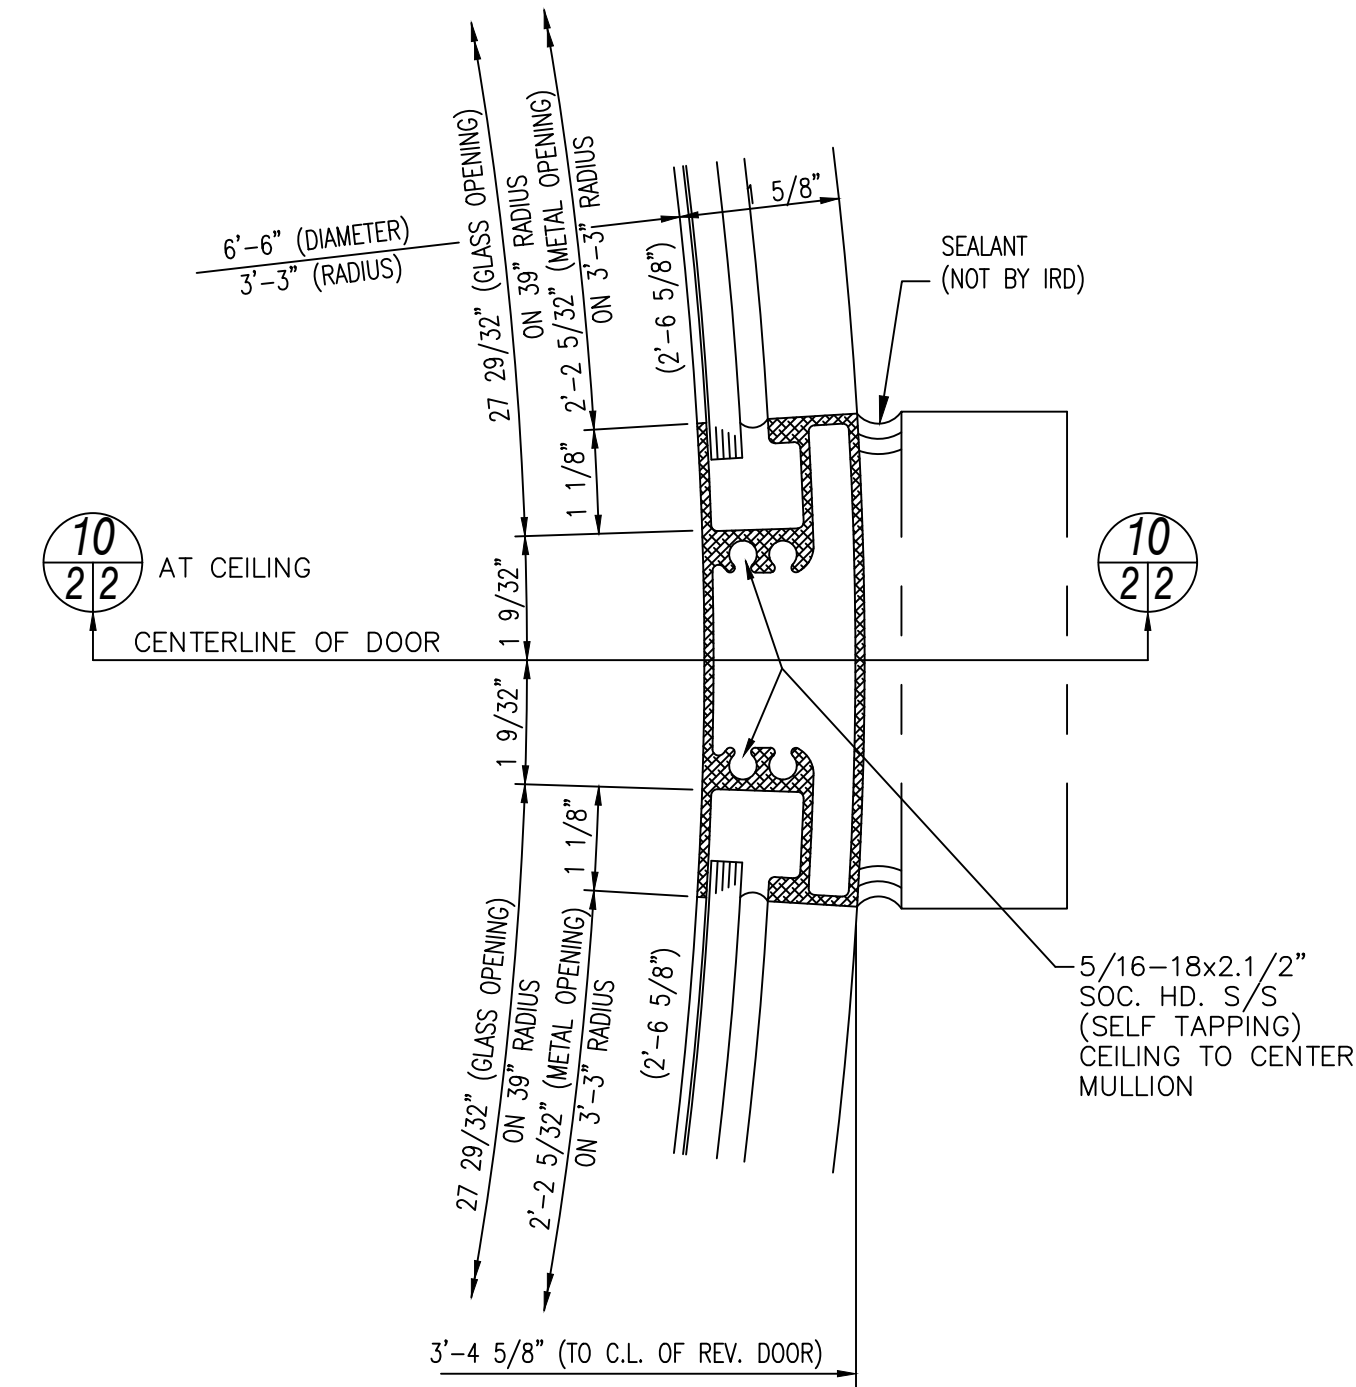 27 29/32” (GLASS OPENING)
ON 39” RADIUS
2’-2 5/32” (METAL OPENING)
ON 3’-3” RADIUS
6’-6” (DIAMETER)
3’-3” (RADIUS)
1 5/8”
(2’-6 5/8”)
SEALANT
(NOT BY IRD)
1 1/8”
10
2 2
AT CEILING
1 9/32”
CENTERLINE OF DOOR
10
2 2
1 9/32”
1 1/8”
27 29/32” (GLASS OPENING)
ON 39” RADIUS
2’-2 5/32” (METAL OPENING)
ON 3’-3” RADIUS
(2’-6 5/8”)
5/16-18x2.1/2”
SOC. HD. S/S
(SELF TAPPING)
CEILING TO CENTER
MULLION
3’-4 5/8” (TO C.L. OF REV. DOOR)